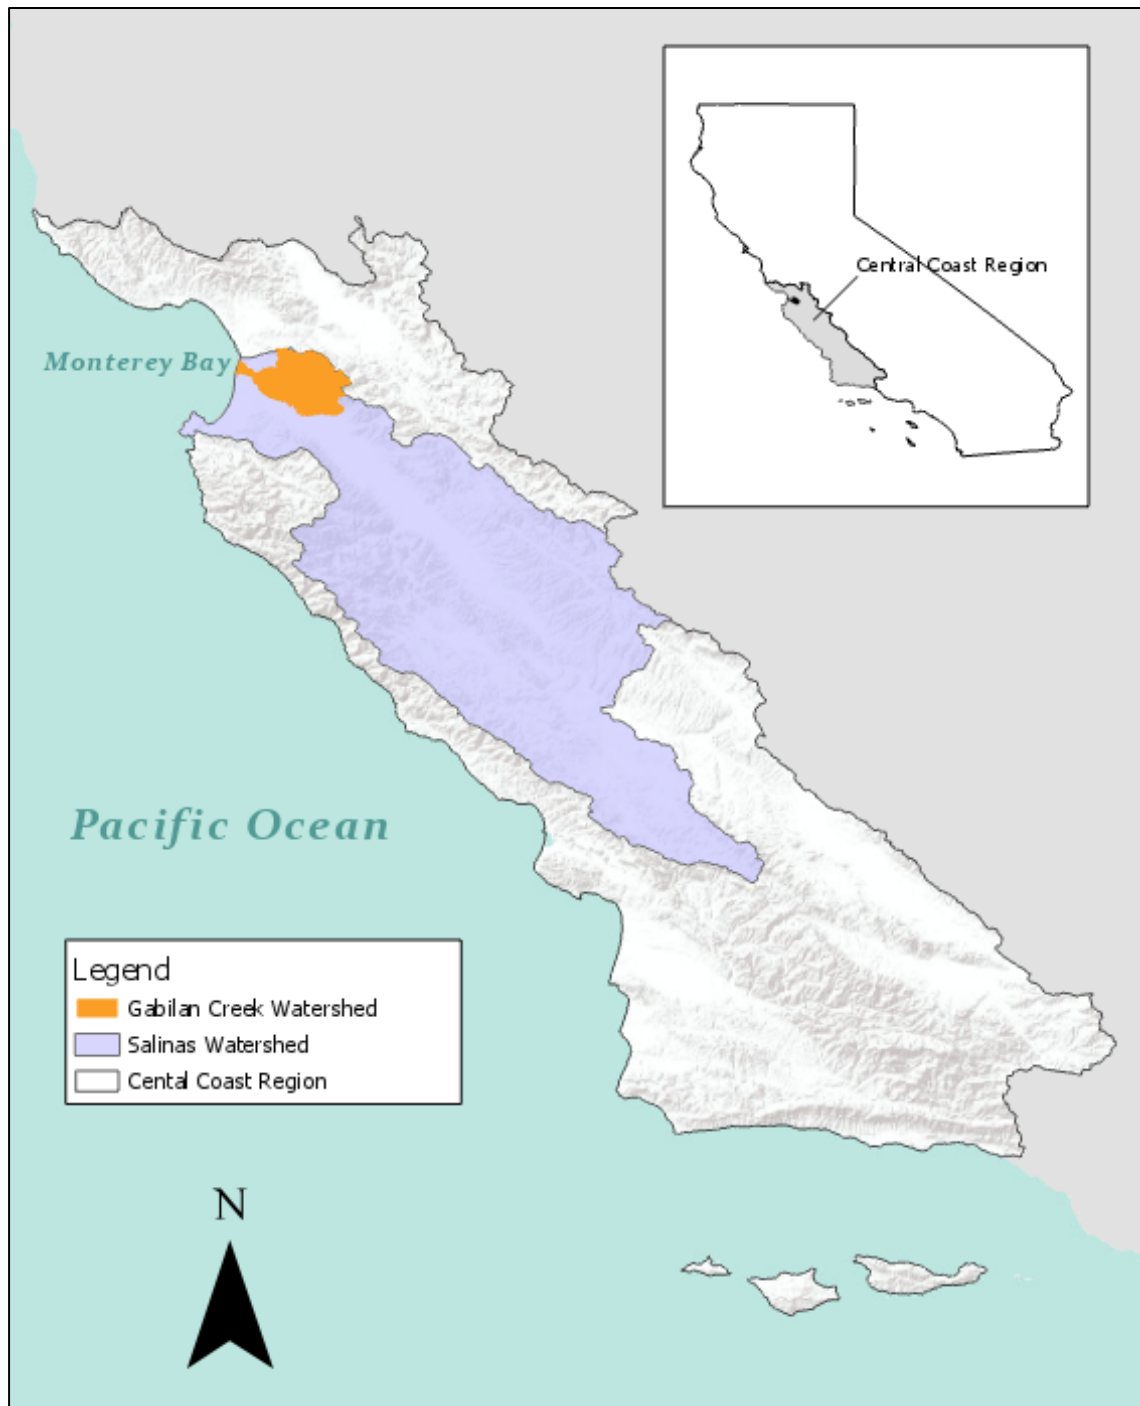 Central Coast Region
Monterey Bay
Pacific Ocean
Legend
Gabilan Creek Watershed
Salinas Watershed
Cental Coast Region
N